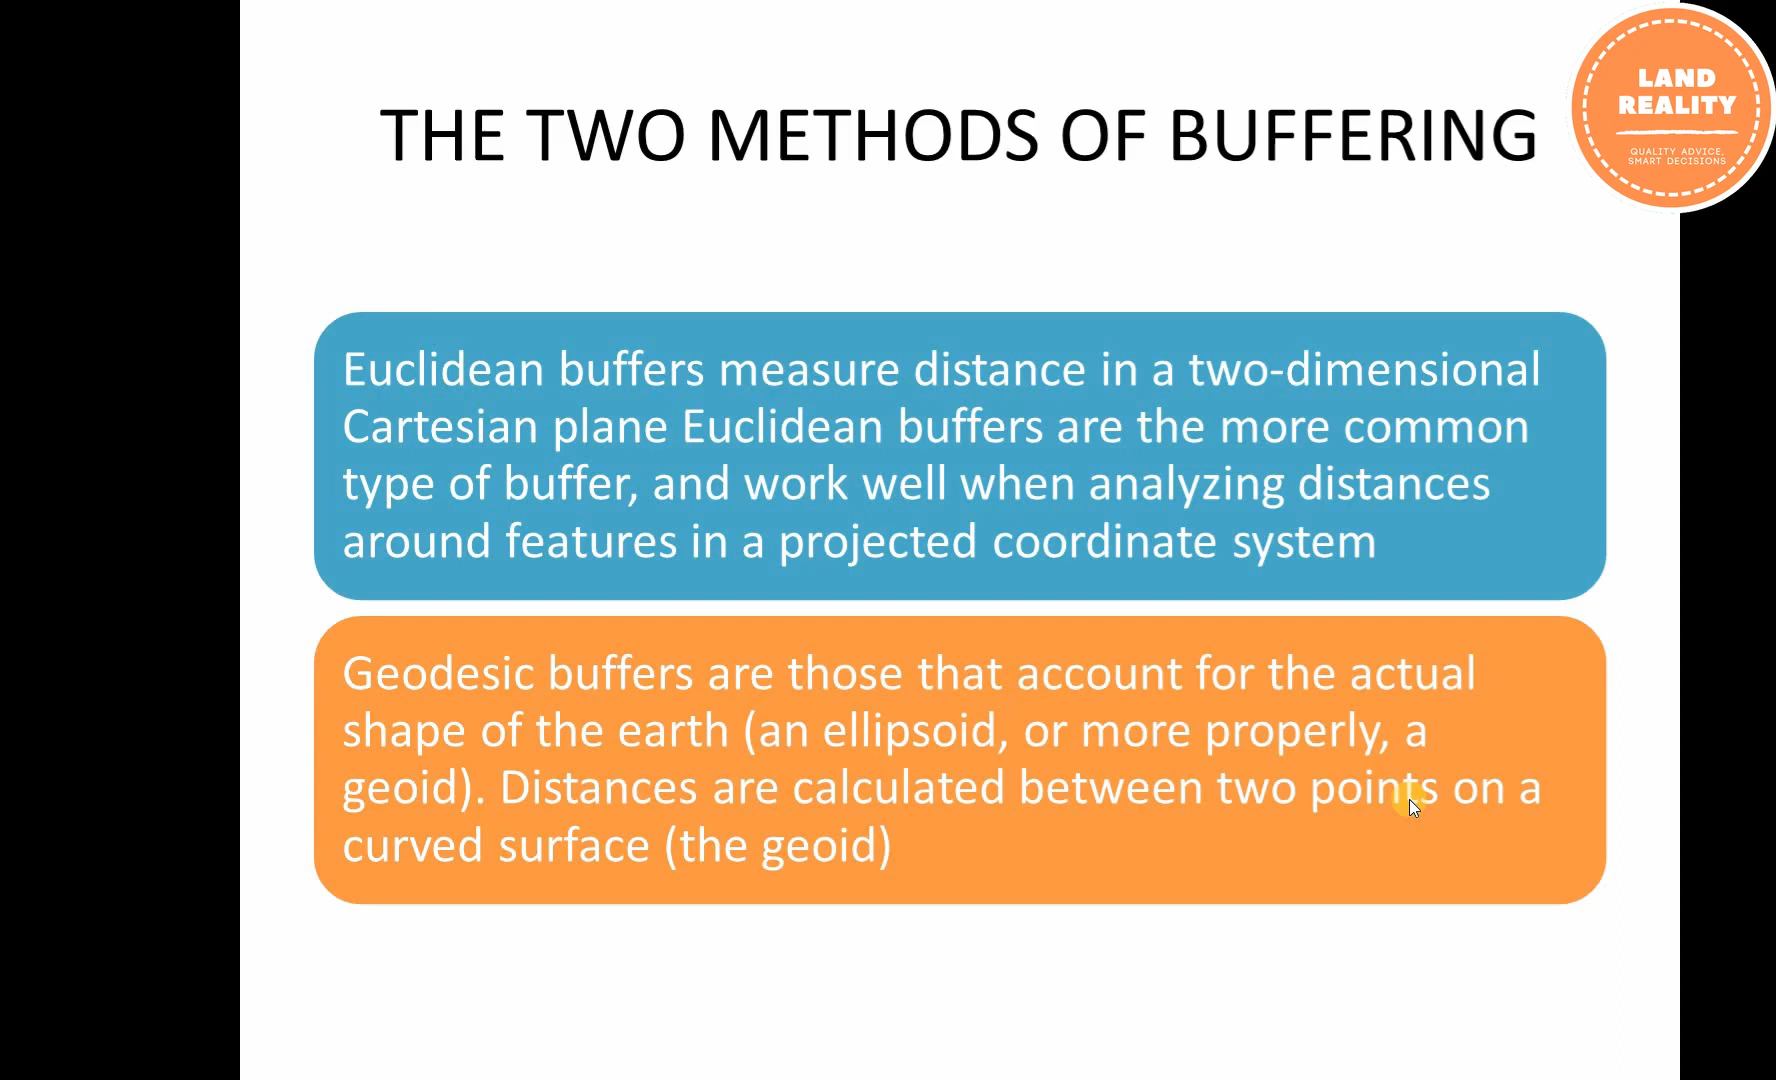 THE TWO METHODS OF BUFFERING
LAND
REALITY
QUALITY ADVICE,
SMART DECISIONS
Euclidean buffers measure distance in a two-dimensional
Cartesian plane Euclidean buffers are the more common
type of buffer, and work well when analyzing distances
around features in a projected coordinate system
Geodesic buffers are those that account for the actual
shape of the earth (an ellipsoid, or more properly, a
geoid). Distances are calculated between two points on a
curved surface (the geoid)